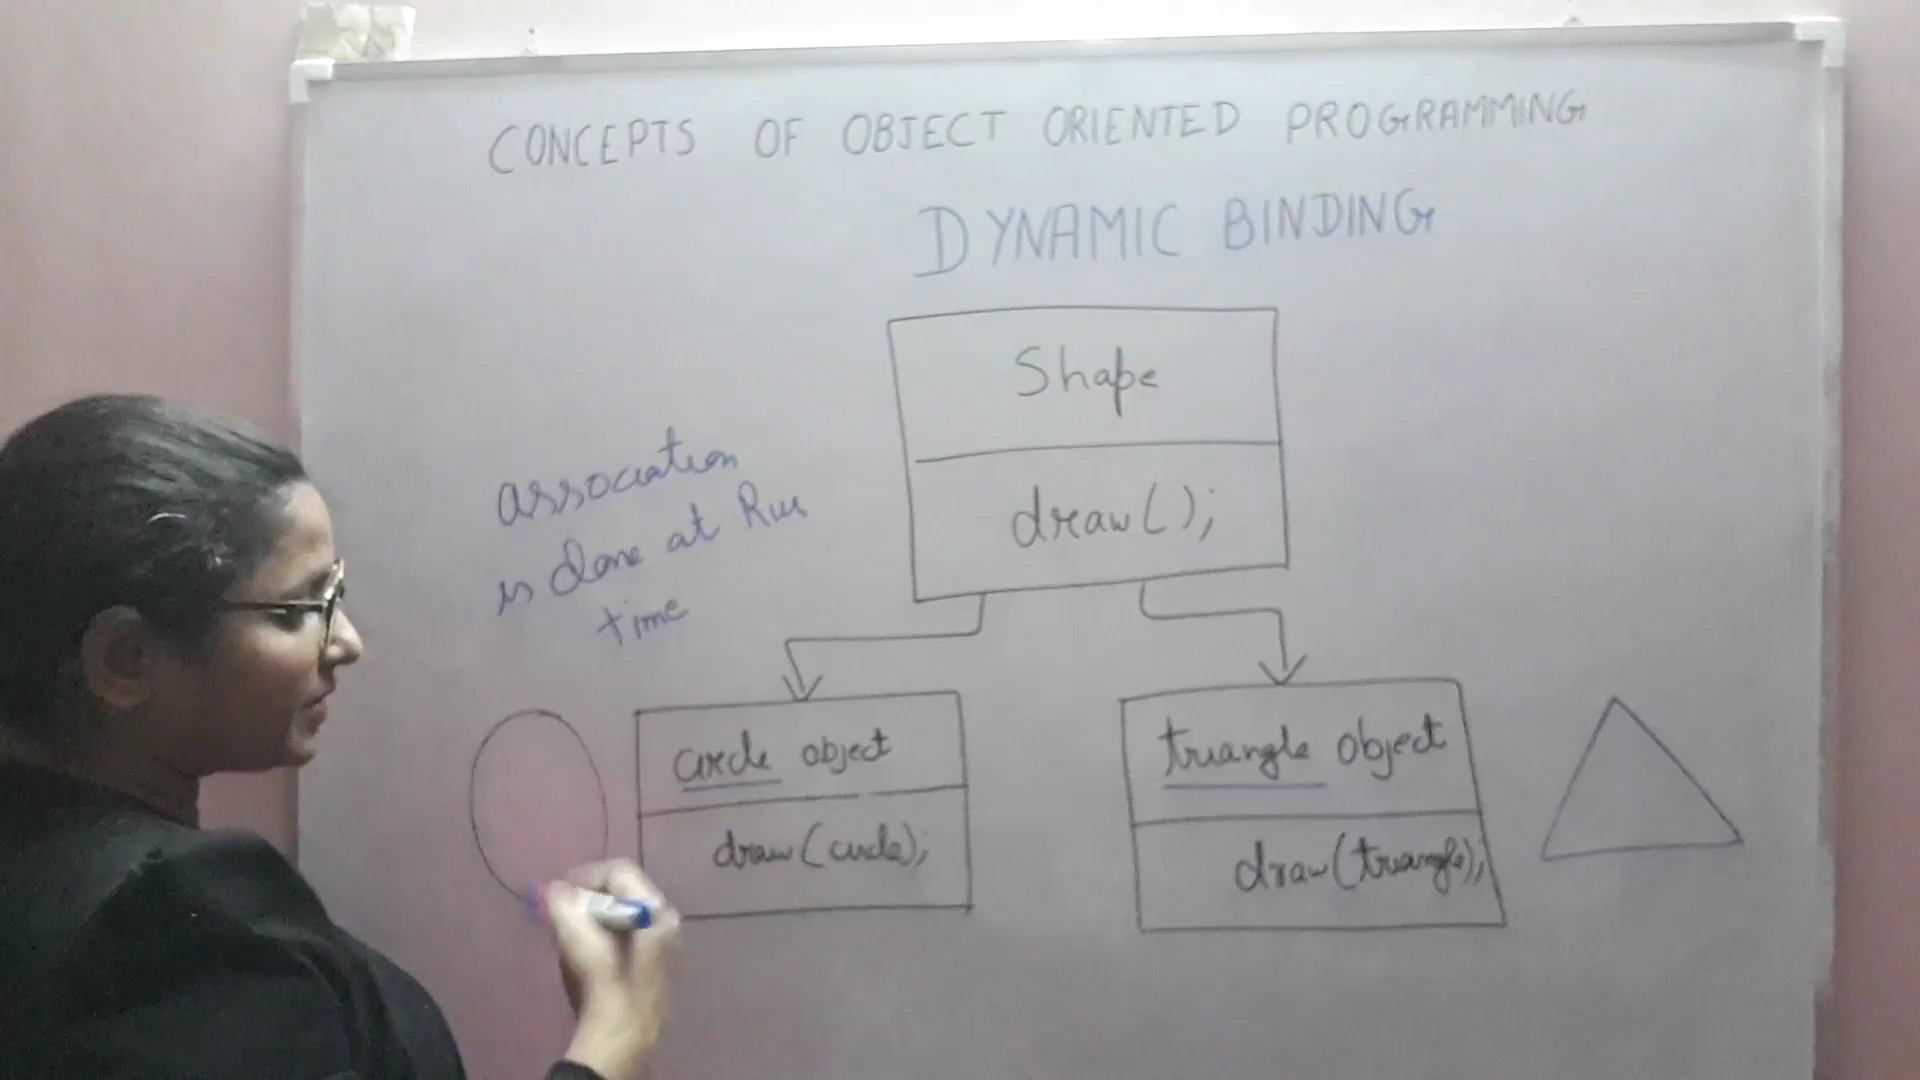 CONCEPTS OF OBJECT ORIENTED PROGRAMMING
DYNAMIC BINDING
Shape
draw();
association
is done at Run
time
circle object
draw(circle);
triangle object
draw(triangle);